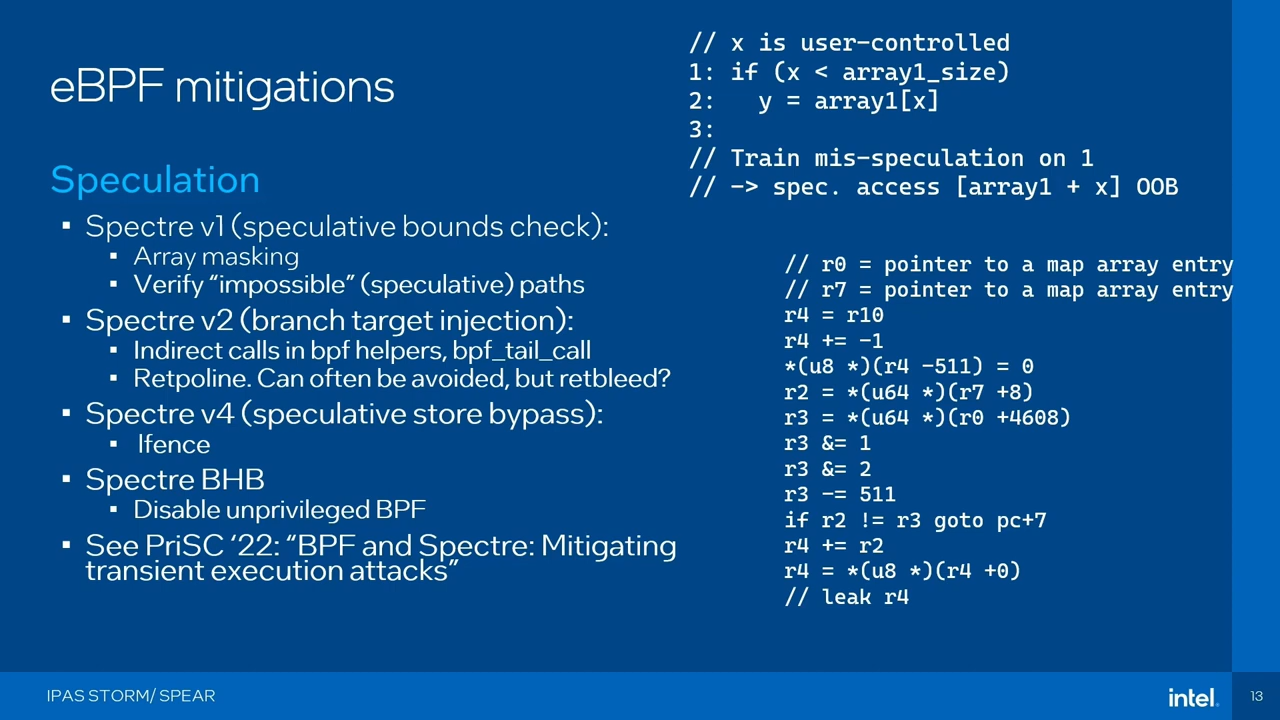 eBPF mitigations
Speculation
▪ Spectre v1 (speculative bounds check):
▪ Array masking
▪ Verify “impossible” (speculative) paths
▪ Spectre v2 (branch target injection):
▪ Indirect calls in bpf helpers, bpf_tail_call
▪ Retpoline. Can often be avoided, but retbleed?
▪ Spectre v4 (speculative store bypass):
▪ lfence
▪ Spectre BHB
▪ Disable unprivileged BPF
▪ See PriSC ‘22: “BPF and Spectre: Mitigating
transient execution attacks”
// x is user-controlled
1: if (x < array1_size)
2:   y = array1[x]
3:
// Train mis-speculation on 1
// -> spec. access [array1 + x] OOB
// r0 = pointer to a map array entry
// r7 = pointer to a map array entry
r4 = r10
r4 += -1
*(u8 *)(r4 -511) = 0
r2 = *(u64 *)(r7 +8)
r3 = *(u64 *)(r0 +4608)
r3 &= 1
r3 &= 2
r3 -= 511
if r2 != r3 goto pc+7
r4 += r2
r4 = *(u8 *)(r4 +0)
// leak r4
IPAS STORM/ SPEAR
intel.
13